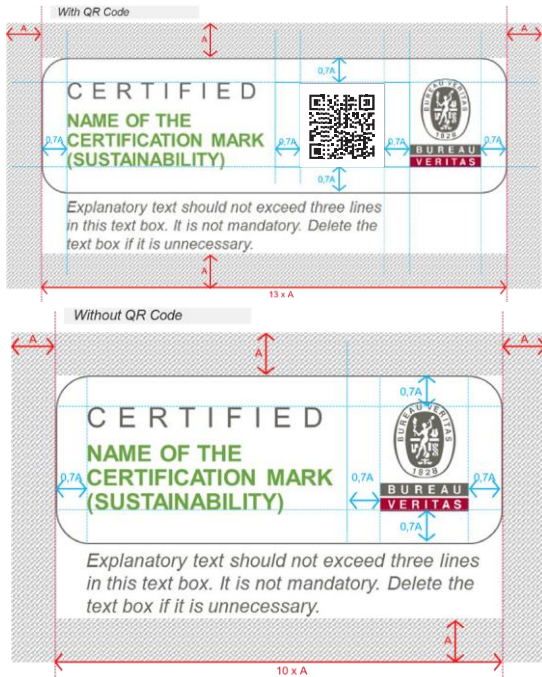 With QR Code
A
A
A
0,7A
CERTIFIED
NAME OF THE
CERTIFICATION MARK
(SUSTAINABILITY)
0,7A
0,7A
0,7A
0,7A
BUREAU VERITAS
1828
BUREAU
VERITAS
0,7A
Explanatory text should not exceed three lines
in this text box. It is not mandatory. Delete the
text box if it is unnecessary.
A
13 x A
Without QR Code
A
A
A
0,7A
CERTIFIED
NAME OF THE
CERTIFICATION MARK
(SUSTAINABILITY)
0,7A
0,7A
0,7A
BUREAU VERITAS
1828
BUREAU
VERITAS
0,7A
Explanatory text should not exceed three lines
in this text box. It is not mandatory. Delete the
text box if it is unnecessary.
A
10 x A